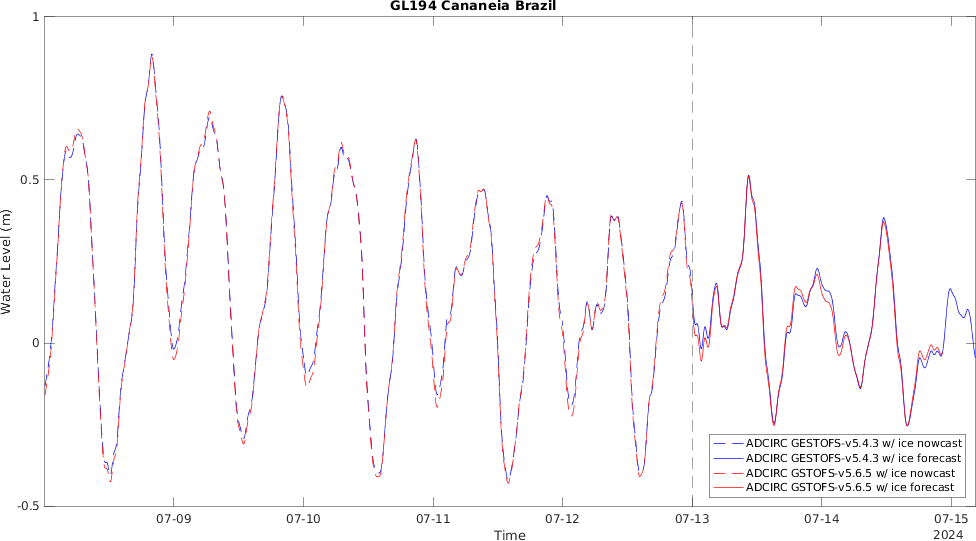 GL194 Cananeia Brazil
1
0.5
0
-0.5
Water Level (m)
07-09
07-10
07-11
07-12
07-13
07-14
07-15
2024
Time
ADCIRC GESTOFS-v5.4.3 w/ ice nowcast
ADCIRC GESTOFS-v5.4.3 w/ ice forecast
ADCIRC GSTOFS-v5.6.5 w/ ice nowcast
ADCIRC GSTOFS-v5.6.5 w/ ice forecast